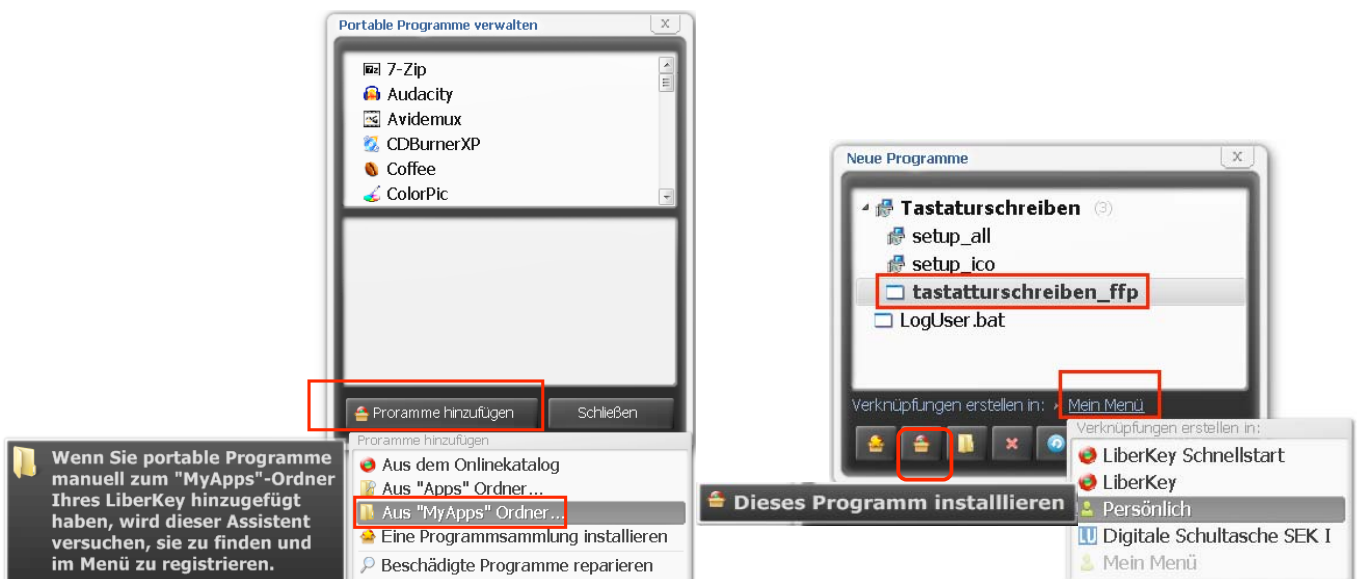 Portable Programme verwalten
X
7-Zip
Audacity
Avidemux
CDBurnerXP
Coffee
ColorPic
Proramme hinzufügen
Schließen
Proramme hinzufügen
Aus dem Onlinekatalog
Aus "Apps" Ordner...
Aus "MyApps" Ordner...
Eine Programmsammlung installieren
Beschädigte Programme reparieren
Wenn Sie portable Programme
manuell zum "MyApps"-Ordner
Ihres LiberKey hinzugefügt
haben, wird dieser Assistent
versuchen, sie zu finden und
im Menü zu registrieren.
Neue Programme
X
Tastaturschreiben (3)
setup_all
setup_ico
tastatturschreiben_ffp
LogUser.bat
Verknüpfungen erstellen in: Mein Menü
Dieses Programm installlieren
Verknüpfungen erstellen in:
LiberKey Schnellstart
LiberKey
Persönlich
LU Digitale Schultasche SEK I
Mein Menü